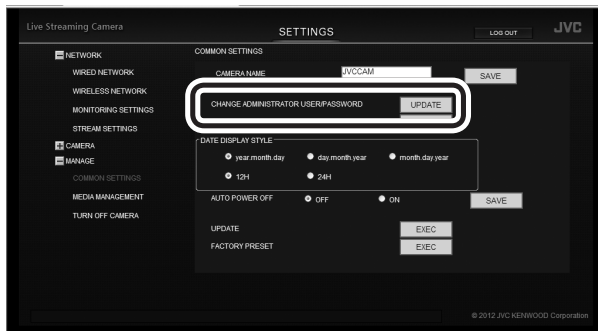 Live Streaming Camera
SETTINGS
LOG OUT
JVC
NETWORK
WIRED NETWORK
WIRELESS NETWORK
MONITORING SETTINGS
STREAM SETTINGS
CAMERA
MANAGE
COMMON SETTINGS
MEDIA MANAGEMENT
TURN OFF CAMERA
COMMON SETTINGS
CAMERA NAME JVCCAM SAVE
CHANGE ADMINISTRATOR USER/PASSWORD UPDATE
DATE DISPLAY STYLE
year.month.day day.month.year month.day.year
12H 24H
AUTO POWER OFF OFF ON SAVE
UPDATE EXEC
FACTORY PRESET EXEC
© 2012 JVC KENWOOD Corporation